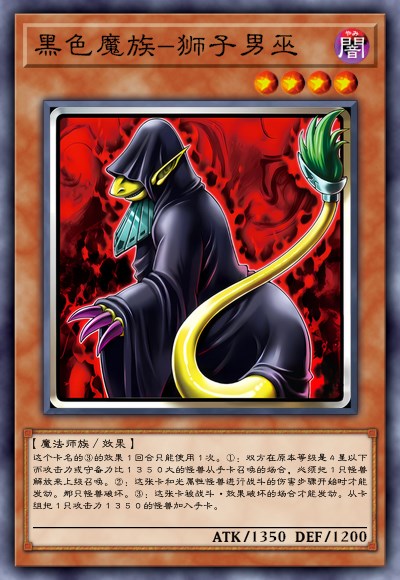 黑色魔族-狮子男巫
やみ
闇
【魔法师族/效果】
这个卡名的③的效果1回合只能使用1次。①：双方在原本等级是4星以下
而攻击力或守备力比1350大的怪兽从手卡召唤的场合，必须把1只怪兽
解放来上级召唤。②：这张卡和光属性怪兽进行战斗的伤害步骤开始时才能
发动。那只怪兽破坏。③：这张卡被战斗·效果破坏的场合才能发动。从卡
组把1只攻击力1350的怪兽加入手卡。
ATK/1350 DEF/1200